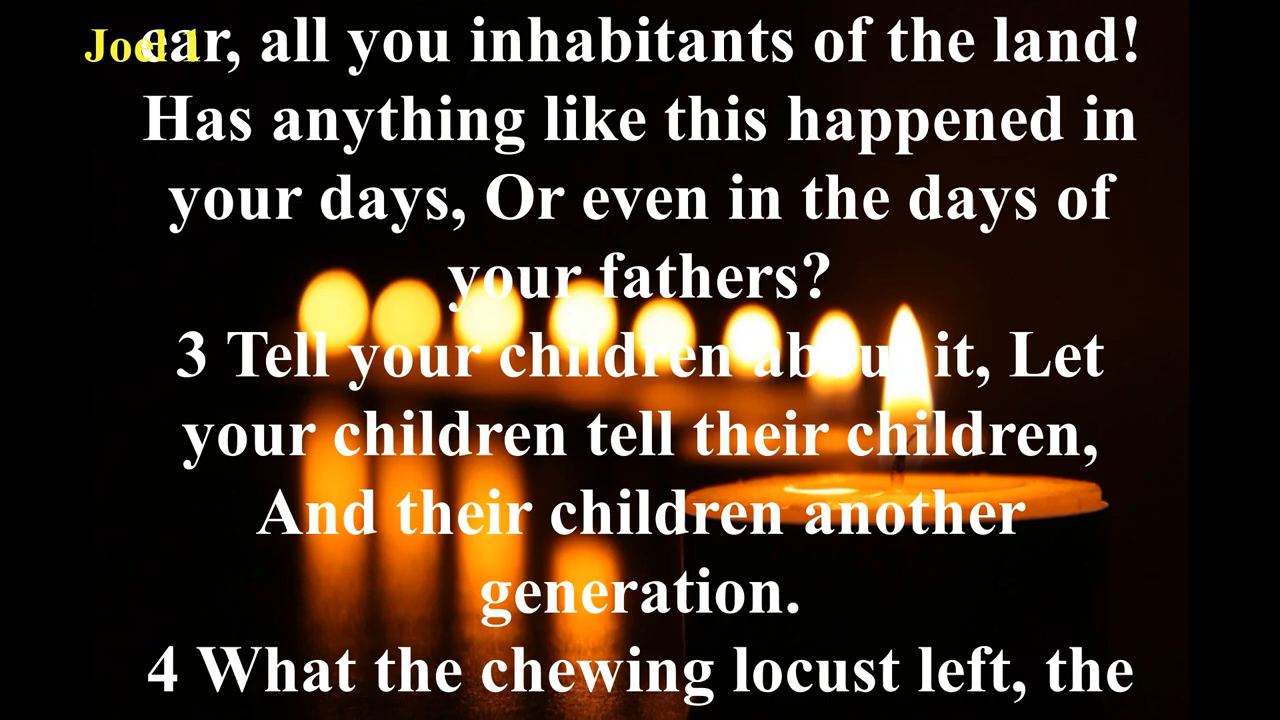 Joel 1
ear, all you inhabitants of the land!
Has anything like this happened in
your days, Or even in the days of
your fathers?
3 Tell your children about it, Let
your children tell their children,
And their children another
generation.
4 What the chewing locust left, the